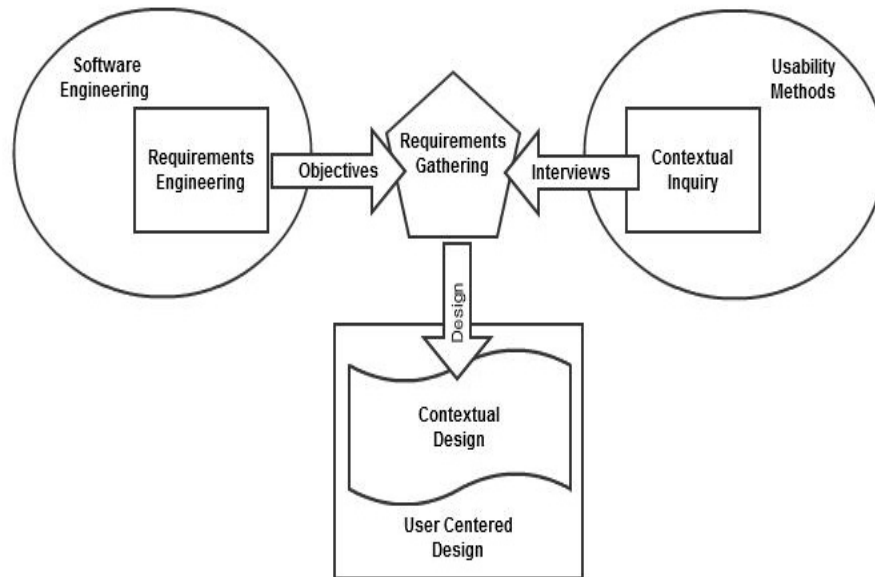 Software
Engineering
Usability
Methods
Requirements
Engineering
Objectives
Requirements
Gathering
Interviews
Contextual
Inquiry
Design
Contextual
Design
User Centered
Design